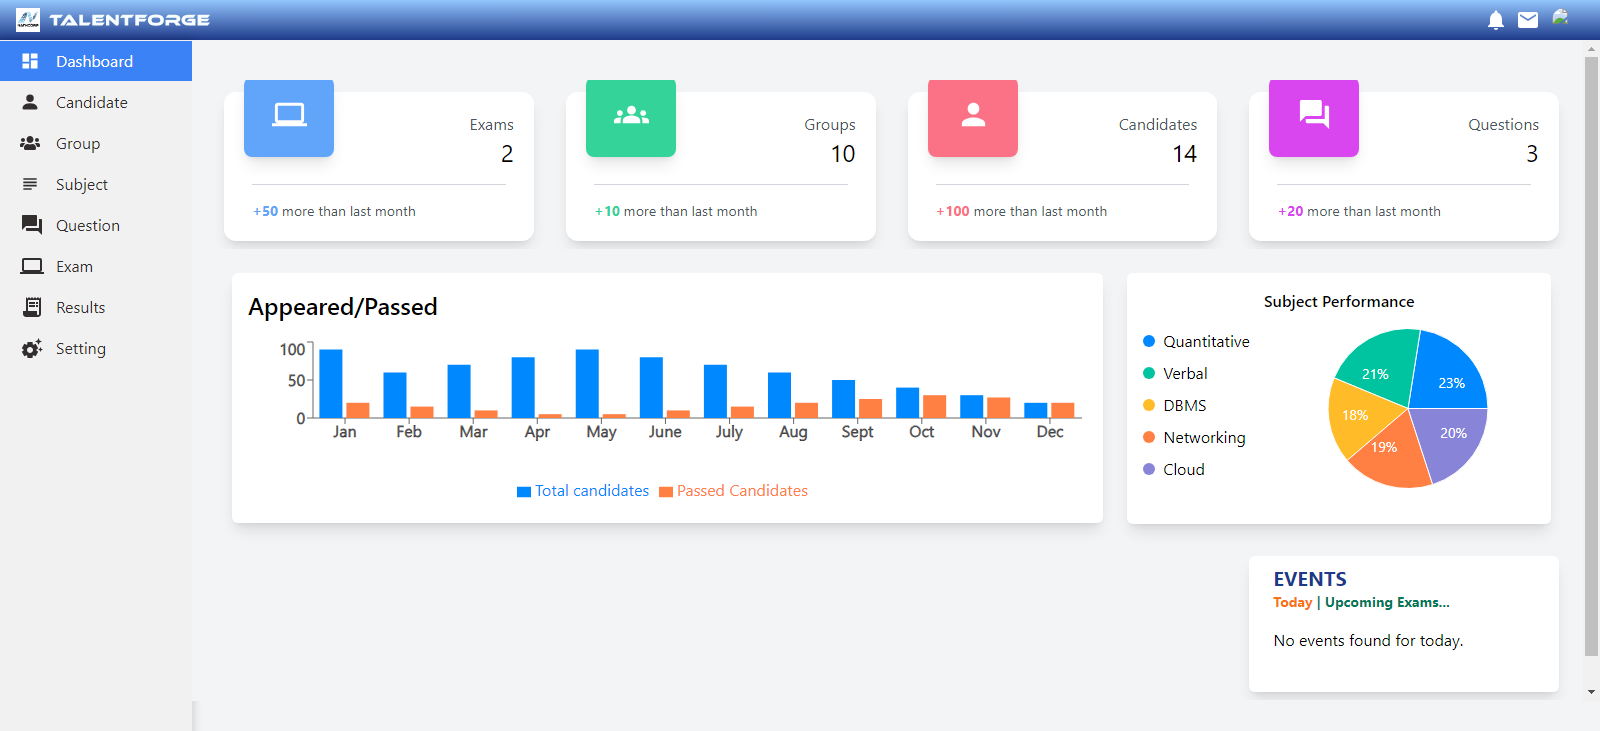 TALENTFORGE
Dashboard
Candidate
Group
Subject
Question
Exam
Results
Setting
Exams
2
+50 more than last month
Groups
10
+10 more than last month
Candidates
14
+100 more than last month
Questions
3
+20 more than last month
Appeared/Passed
100
50
0
Jan Feb Mar Apr May June July Aug Sept Oct Nov Dec
Total candidates Passed Candidates
Subject Performance
Quantitative
Verbal
DBMS
Networking
Cloud
21%
23%
18%
20%
19%
EVENTS
Today | Upcoming Exams...
No events found for today.